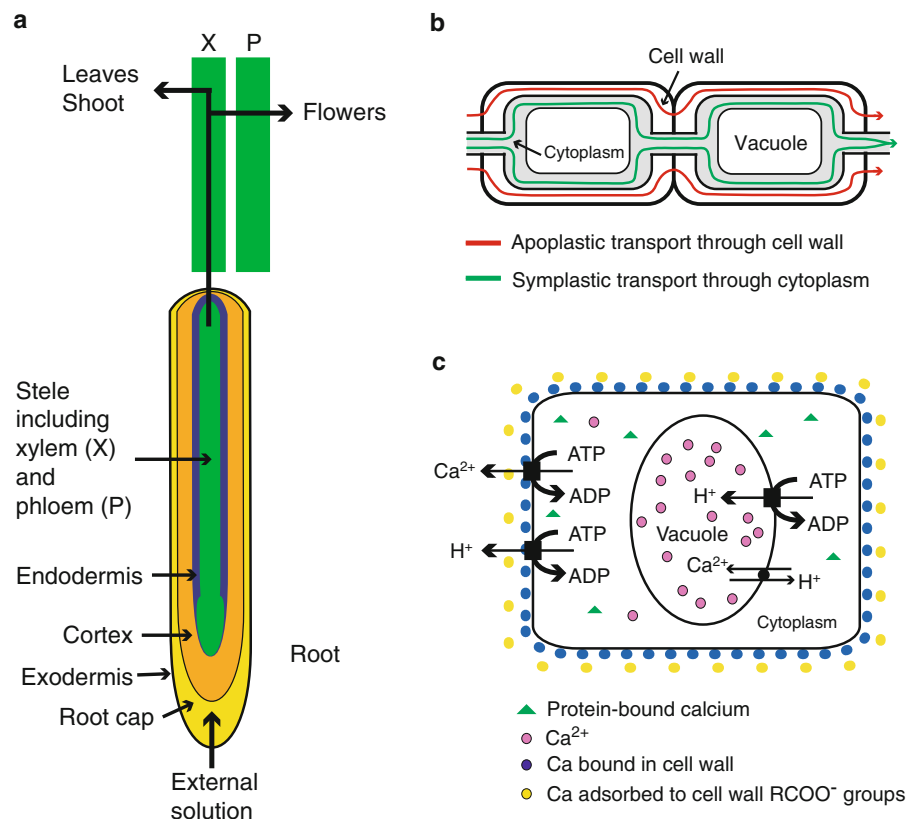 a
X P
Leaves
Shoot
Flowers
Stele
including
xylem (X)
and
phloem (P)
Endodermis
Cortex
Exodermis
Root cap
Root
External
solution
b
Cell wall
Cytoplasm
Vacuole
Apoplastic transport through cell wall
Symplastic transport through cytoplasm
c
Ca²⁺
ATP
ADP
H⁺
ATP
ADP
H⁺
ATP
ADP
Vacuole
Ca²⁺
H⁺
Cytoplasm
Protein-bound calcium
Ca²⁺
Ca bound in cell wall
Ca adsorbed to cell wall RCOO⁻ groups